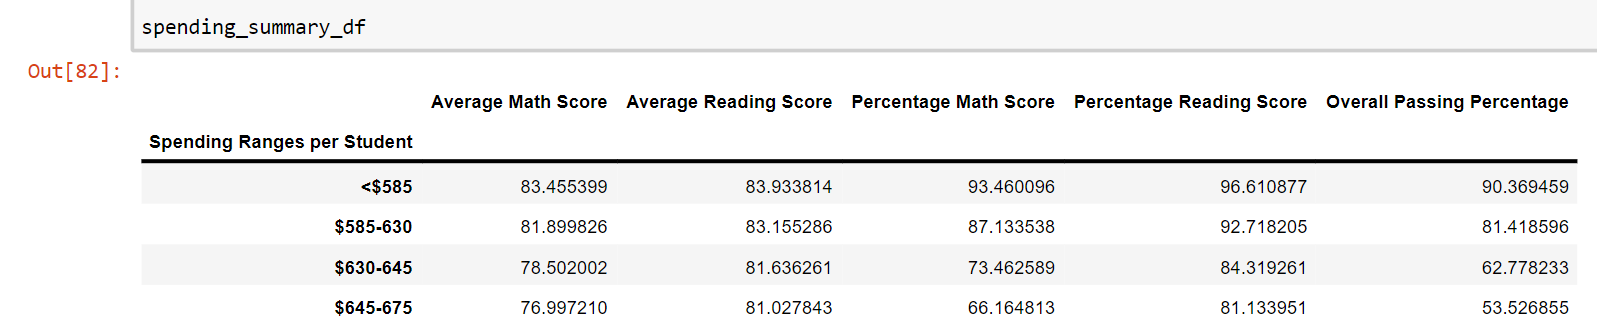 spending_summary_df
Out[82]:
Average Math Score Average Reading Score Percentage Math Score Percentage Reading Score Overall Passing Percentage
Spending Ranges per Student
<$585 83.455399 83.933814 93.460096 96.610877 90.369459
$585-630 81.899826 83.155286 87.133538 92.718205 81.418596
$630-645 78.502002 81.636261 73.462589 84.319261 62.778233
$645-675 76.997210 81.027843 66.164813 81.133951 53.526855